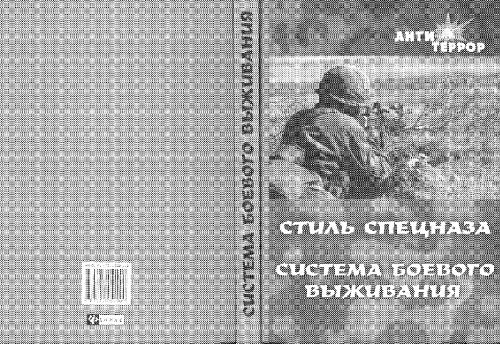 СИСТЕМА БОЕВОГО ВЫЖИВАНИЯ
АНТИ
ТЕРРОР
СТИЛЬ СПЕЦНАЗА
СИСТЕМА БОЕВОГО
ВЫЖИВАНИЯ